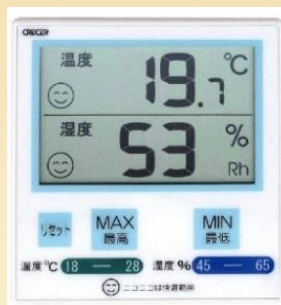 CRECER
温度 19.7 ℃
湿度 53 %
Rh
リセット MAX 最高 MIN 最低
温度℃ 18 — 28 湿度% 45 — 65
ニコニコは快適範囲